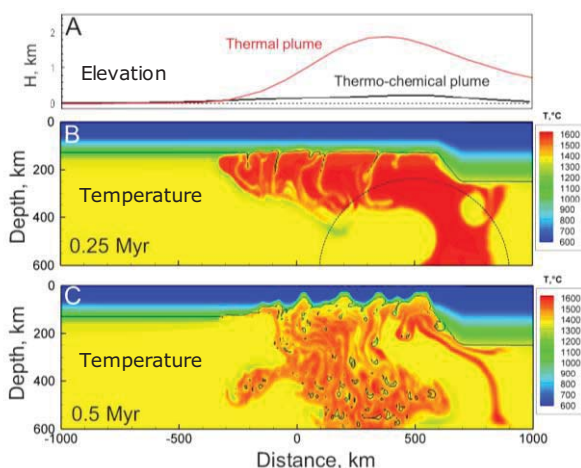 A
H, km
2
1
0
Elevation
Thermal plume
Thermo-chemical plume
B
Depth, km
0
200
400
600
Temperature
0.25 Myr
T,°C
1600
1500
1400
1300
1200
1100
1000
900
800
700
600
C
Depth, km
0
200
400
600
Temperature
0.5 Myr
T,°C
1600
1500
1400
1300
1200
1100
1000
900
800
700
600
-1000 -500 0 500 1000
Distance, km